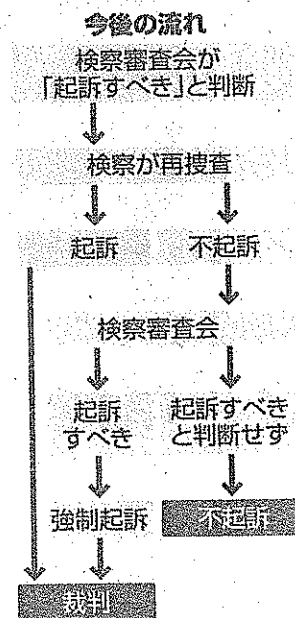 今後の流れ
検察審査会が
「起訴すべき」と判断
検察が再捜査
起訴
不起訴
検察審査会
起訴
すべき
起訴すべき
と判断せず
強制起訴
不起訴
裁判